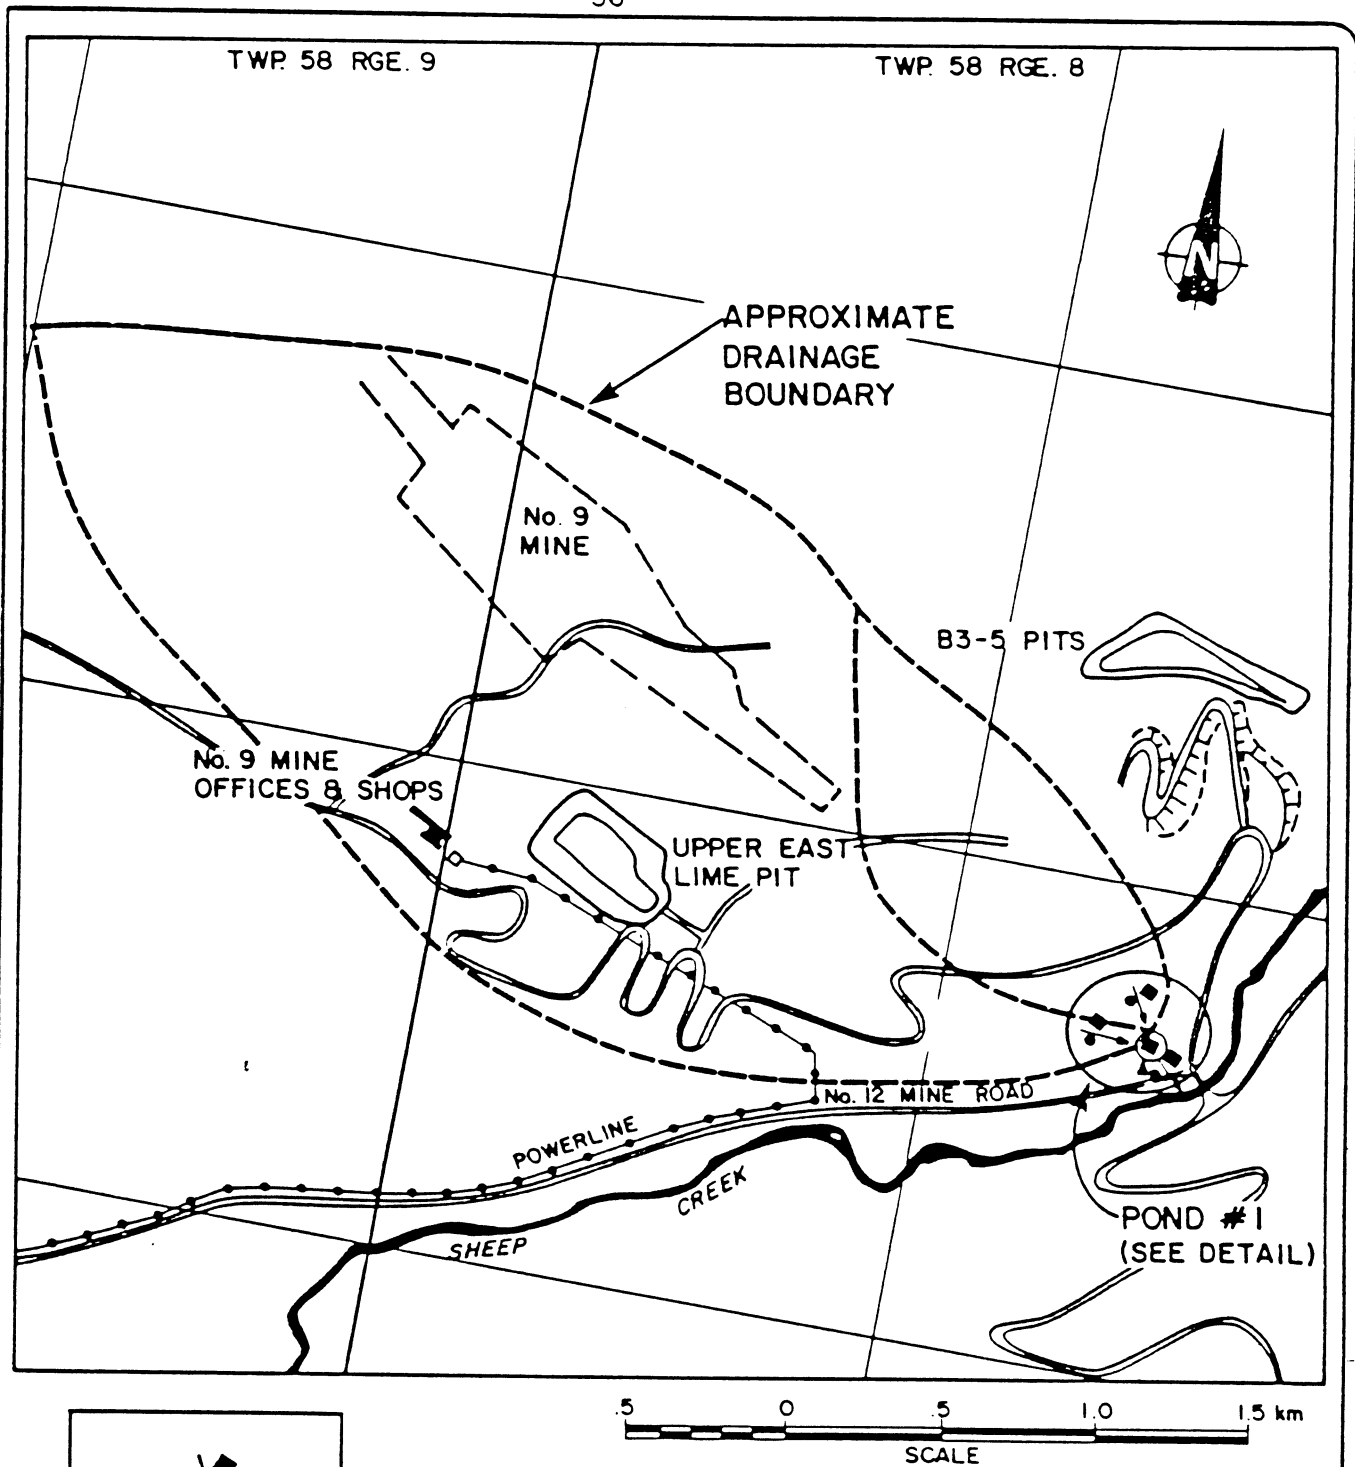 TWP. 58 RGE. 9
TWP. 58 RGE. 8
N
APPROXIMATE
DRAINAGE
BOUNDARY
No. 9
MINE
B3-5 PITS
No. 9 MINE
OFFICES & SHOPS
UPPER EAST
LIME PIT
No. 12 MINE ROAD
POWERLINE
CREEK
SHEEP
POND #1
(SEE DETAIL)
.5 0 .5 1.0 1.5 km
SCALE